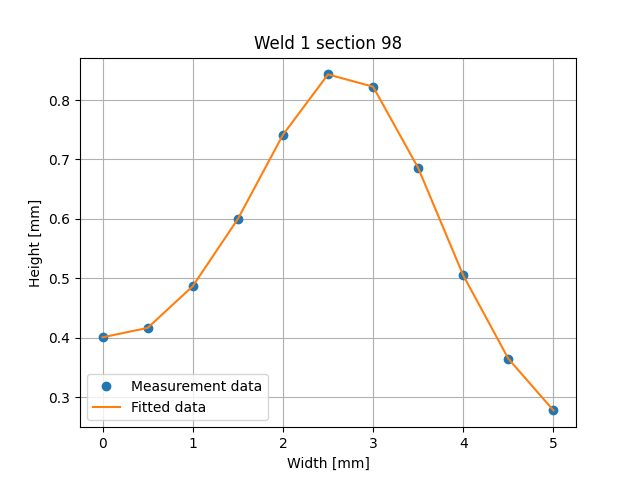 Weld 1 section 98
Height [mm]
0.8
0.7
0.6
0.5
0.4
0.3
Measurement data
Fitted data
0 1 2 3 4 5
Width [mm]